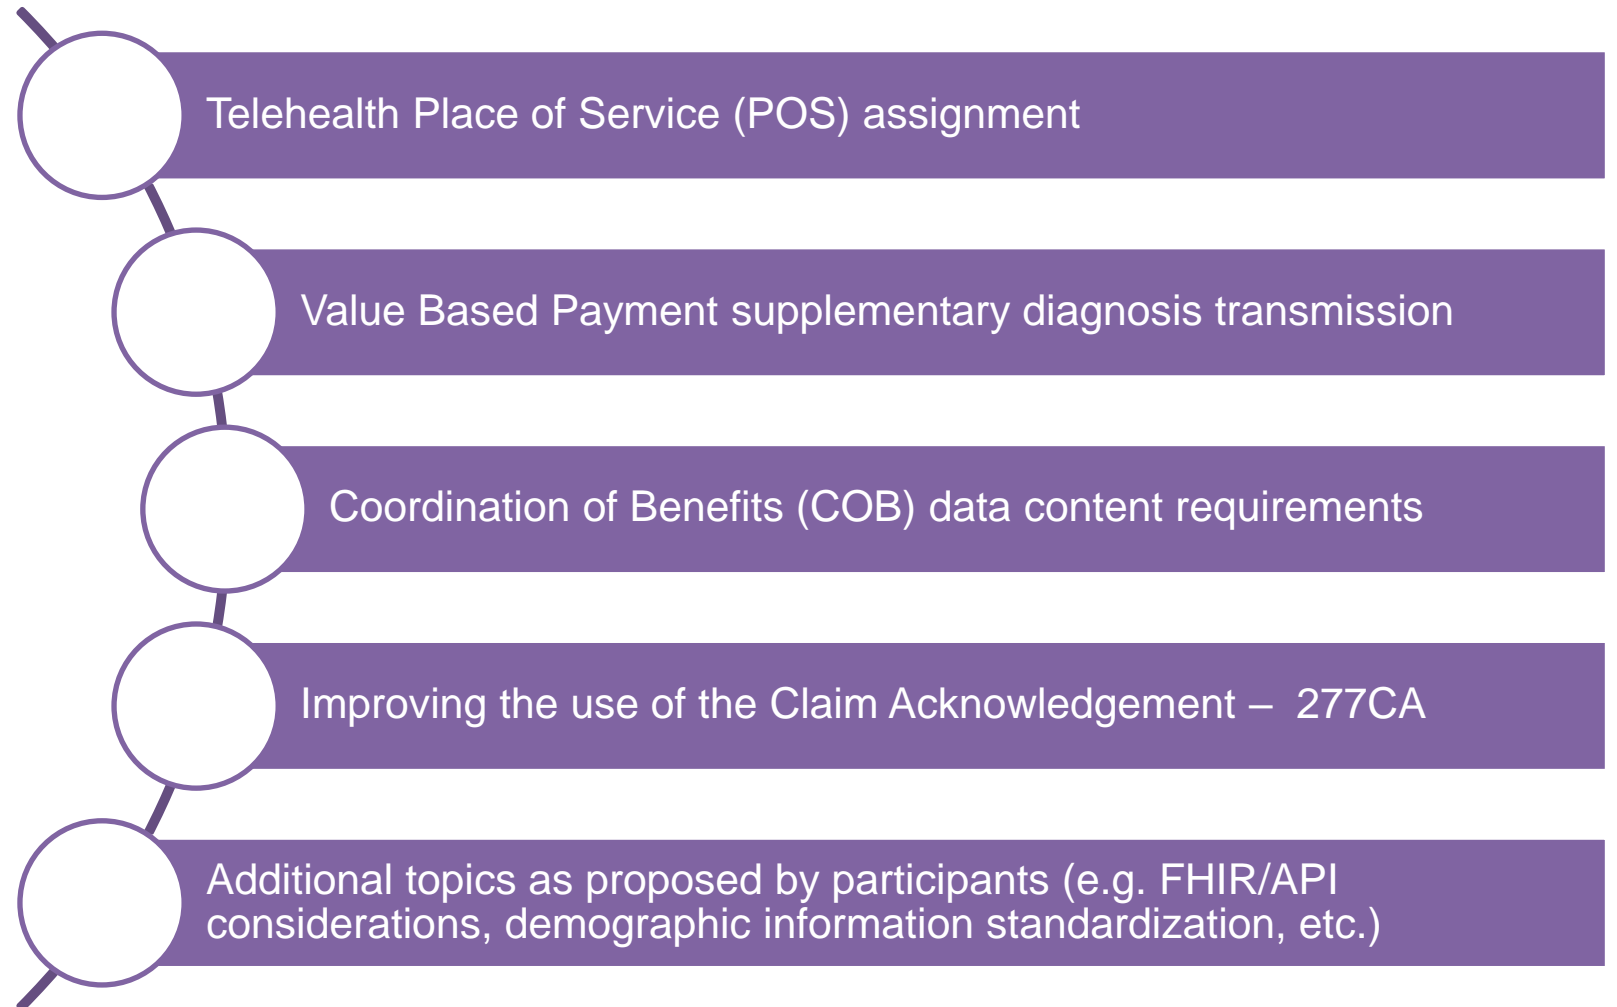 Telehealth Place of Service (POS) assignment
Value Based Payment supplementary diagnosis transmission
Coordination of Benefits (COB) data content requirements
Improving the use of the Claim Acknowledgement – 277CA
Additional topics as proposed by participants (e.g. FHIR/API
considerations, demographic information standardization, etc.)